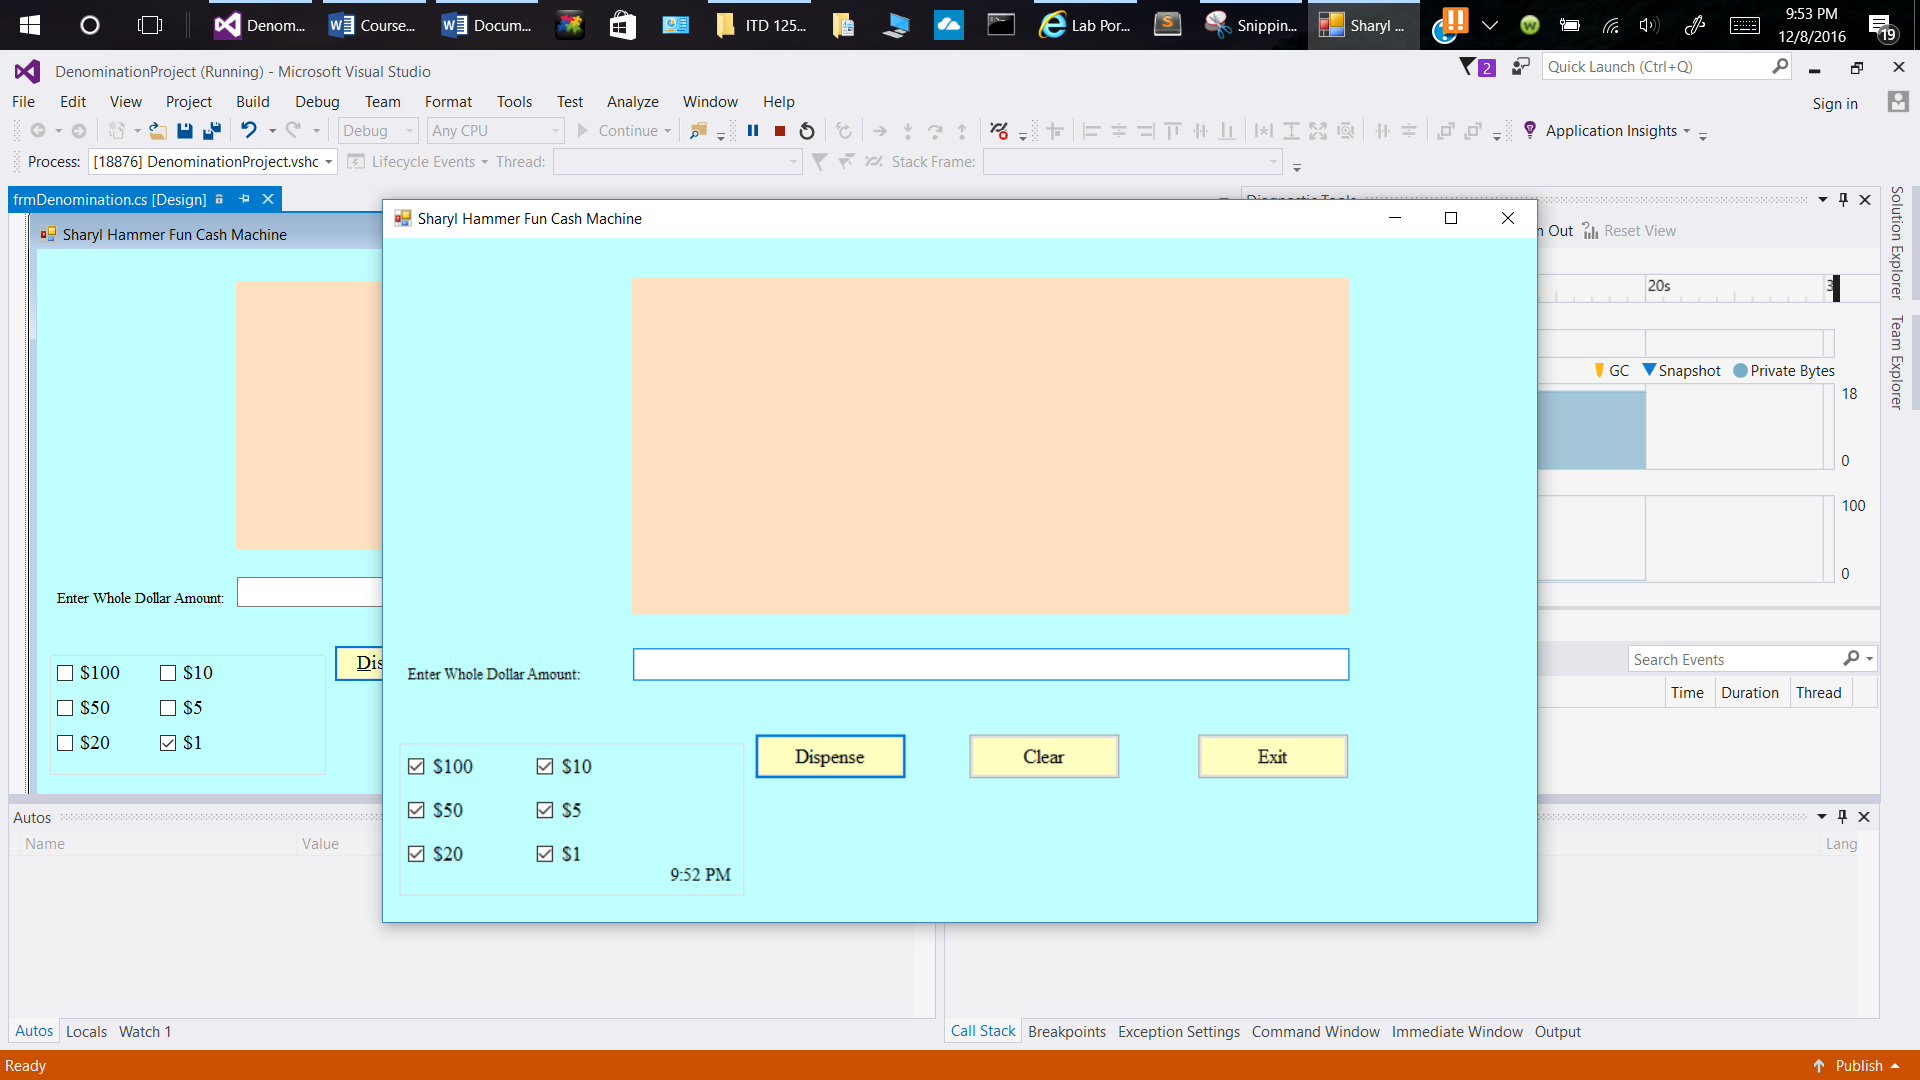 Denom...
Course...
Docum...
ITD 125...
Lab Por...
Snippin...
Sharyl ...
9:53 PM
12/8/2016
19
DenominationProject (Running) - Microsoft Visual Studio
2
Quick Launch (Ctrl+Q)
File Edit View Project Build Debug Team Format Tools Test Analyze Window Help
Sign in
Debug
Any CPU
Continue
Application Insights
Process: [18876] DenominationProject.vshc
Lifecycle Events
Thread:
Stack Frame:
frmDenomination.cs [Design]
Sharyl Hammer Fun Cash Machine
Enter Whole Dollar Amount:
$100 $10
$50 $5
$20 $1
Dis
Sharyl Hammer Fun Cash Machine
Enter Whole Dollar Amount:
Dispense Clear Exit
$100 $10
$50 $5
$20 $1
9:52 PM
Out
Reset View
20s
GC Snapshot Private Bytes
18
0
100
0
Search Events
Time Duration Thread
Solution Explorer
Team Explorer
Autos
Name Value
Lang
Autos Locals Watch 1
Call Stack Breakpoints Exception Settings Command Window Immediate Window Output
Ready
Publish